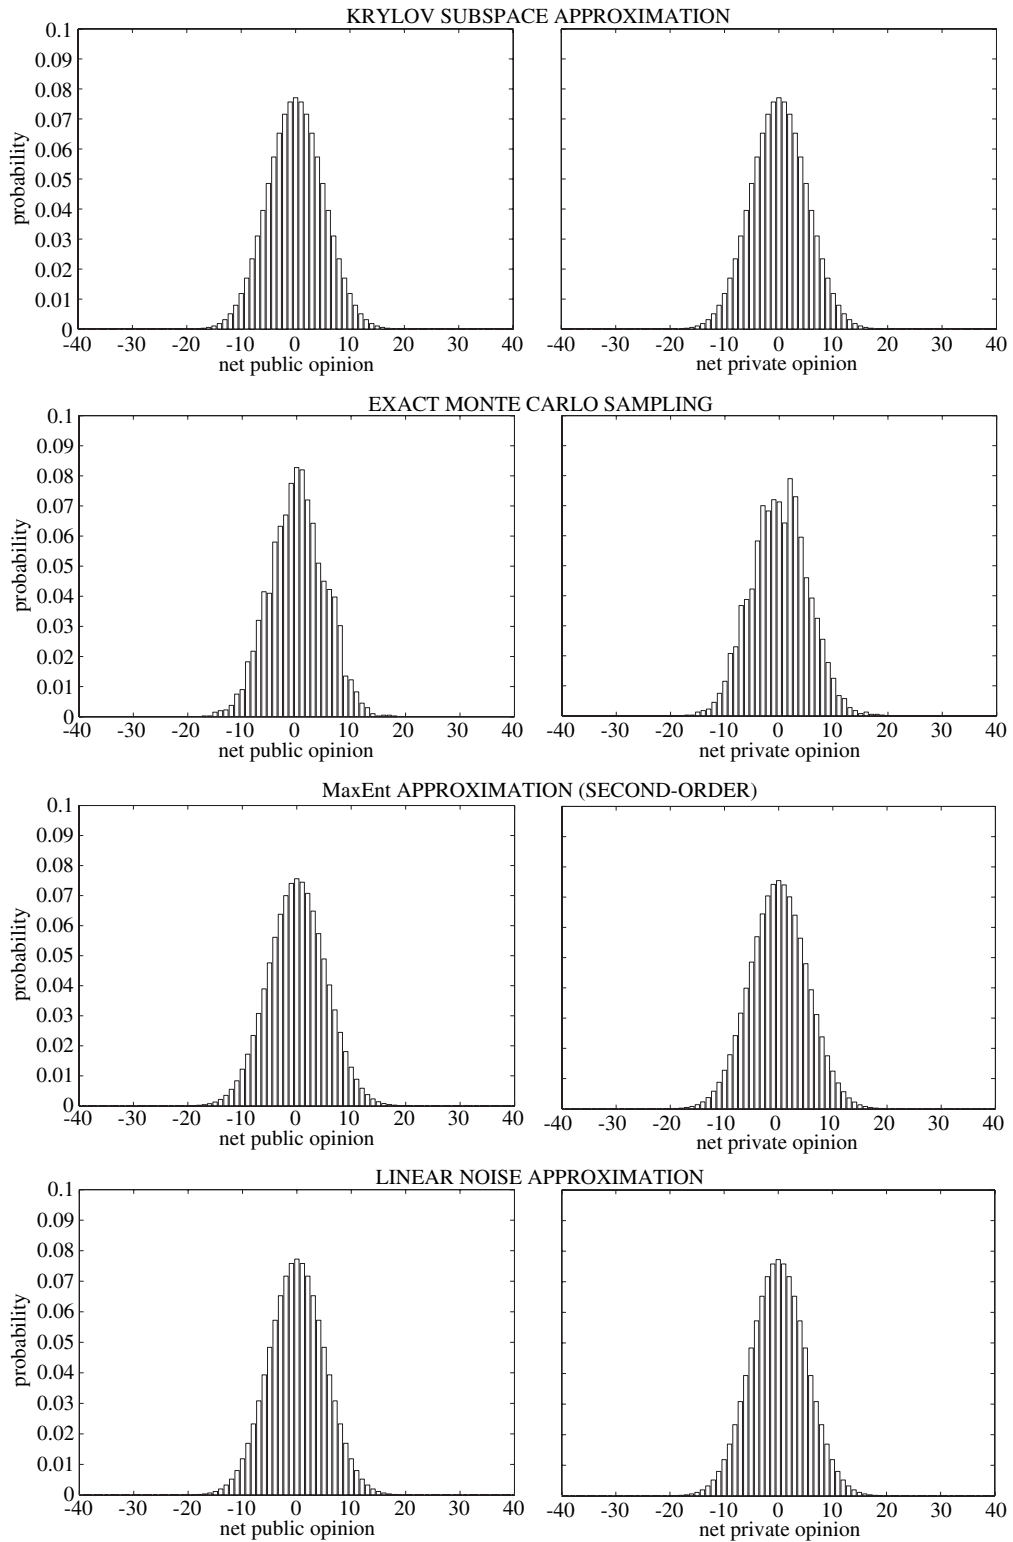 KRYLOV SUBSPACE APPROXIMATION
0.1
0.09
0.08
0.07
0.06
0.05
0.04
0.03
0.02
0.01
0
probability
-40 -30 -20 -10 0 10 20 30 40
net public opinion
-40 -30 -20 -10 0 10 20 30 40
net private opinion
EXACT MONTE CARLO SAMPLING
0.1
0.09
0.08
0.07
0.06
0.05
0.04
0.03
0.02
0.01
0
probability
-40 -30 -20 -10 0 10 20 30 40
net public opinion
-40 -30 -20 -10 0 10 20 30 40
net private opinion
MaxEnt APPROXIMATION (SECOND-ORDER)
0.1
0.09
0.08
0.07
0.06
0.05
0.04
0.03
0.02
0.01
0
probability
-40 -30 -20 -10 0 10 20 30 40
net public opinion
-40 -30 -20 -10 0 10 20 30 40
net private opinion
LINEAR NOISE APPROXIMATION
0.1
0.09
0.08
0.07
0.06
0.05
0.04
0.03
0.02
0.01
0
probability
-40 -30 -20 -10 0 10 20 30 40
net public opinion
-40 -30 -20 -10 0 10 20 30 40
net private opinion